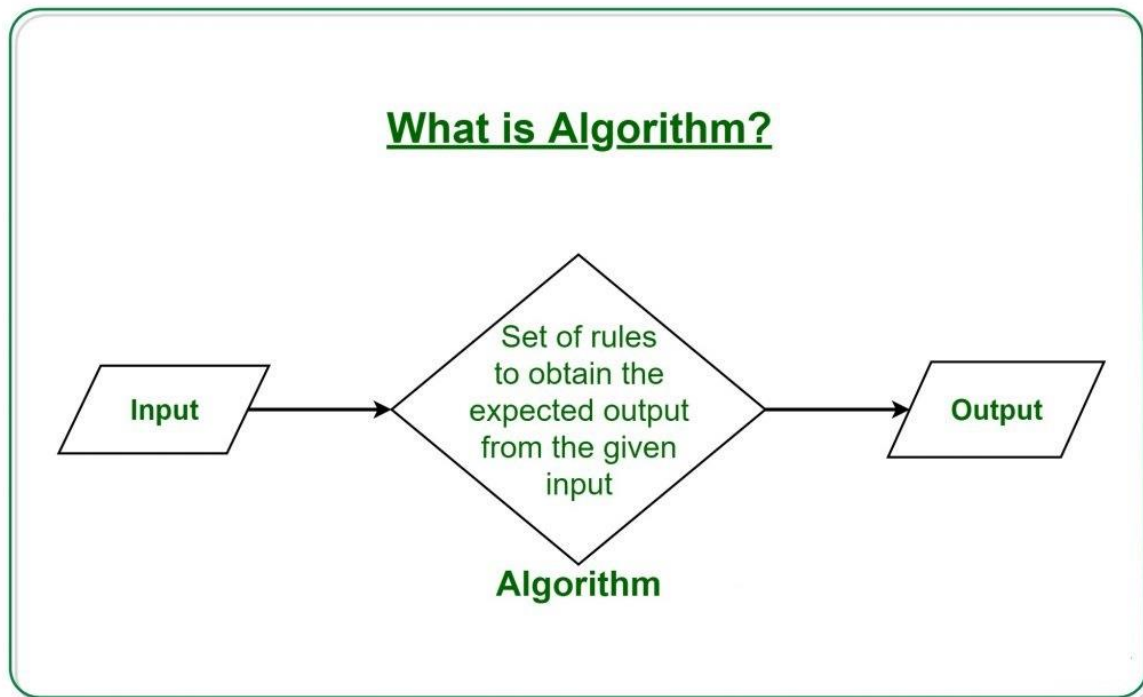 What is Algorithm?
Input
Set of rules
to obtain the
expected output
from the given
input
Output
Algorithm